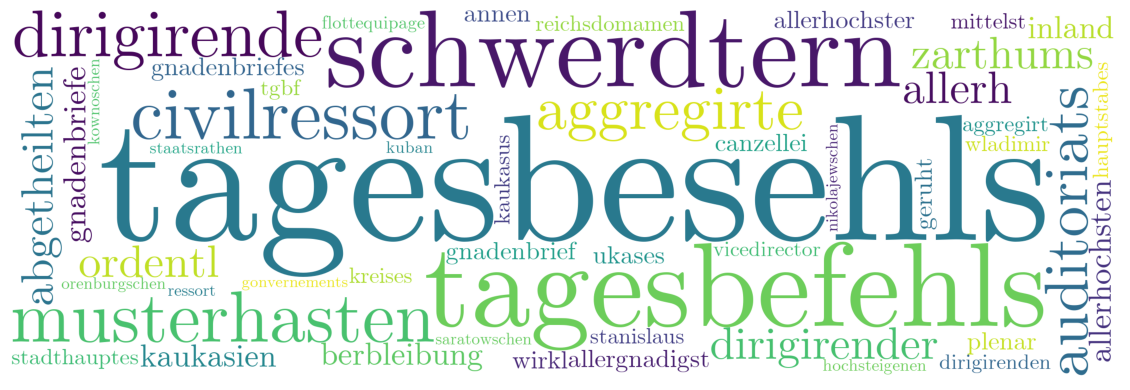 dirigirende
flottequipage
annen
reichsdomamen
allerhochster
mittelst
inland
schwerdtern
zarthums
gnadenbriefes
tgbf
allerh
abgetheilten
gnadenbriefe
kownoschen
civilressort
aggregirte
staatsrathen
kuban
canzellei
aggregirt
wladimir
hauptstabes
tagesbesehls
kaukasus
nikolajewschen
geruht
auditoriats
allerhochsten
gnadenbrief
ukases
vicedirector
ordentl
orenburgschen
ressort
gonvernements
kreises
tagesbefehls
musterhasten
saratowschen
stanislaus
dirigirender
plenar
stadthauptes
kaukasien
berbleibung
wirkl
allergnadigst
hochsteigenen
dirigirenden